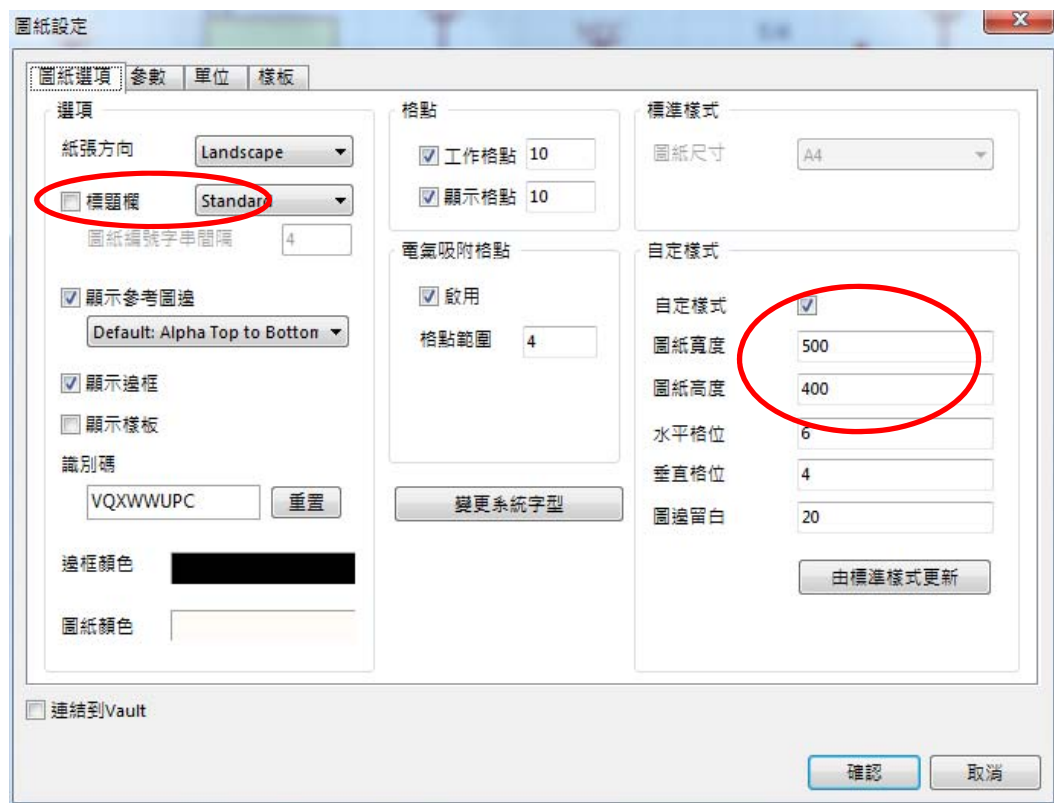 圖紙設定
圖紙選項 參數 單位 樣板
選項
紙張方向 Landscape
標題欄 Standard
圖紙編號字串間隔 4
顯示參考圖邊
Default: Alpha Top to Bottom
顯示邊框
顯示樣板
識別碼
VQXWWUPC 重置
邊框顏色
圖紙顏色
格點
工作格點 10
顯示格點 10
電氣吸附格點
啟用
格點範圍 4
變更系統字型
標準樣式
圖紙尺寸 A4
自定樣式
自定樣式
圖紙寬度 500
圖紙高度 400
水平格位 6
垂直格位 4
圖邊留白 20
由標準樣式更新
連結到Vault
確認 取消